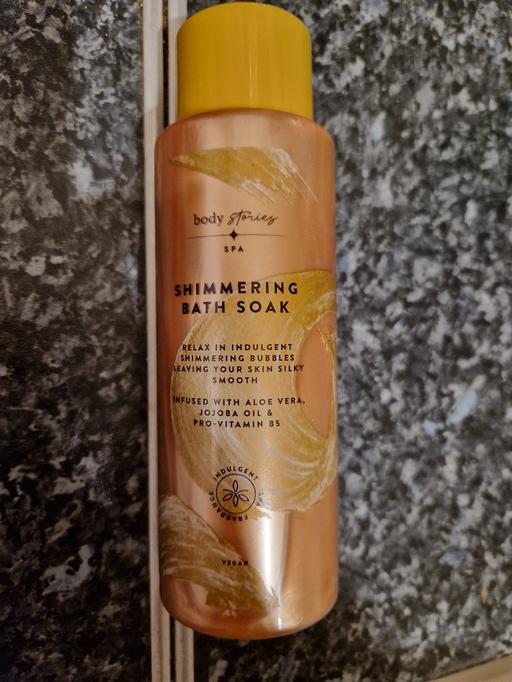 body stories
SPA
SHIMMERING
BATH SOAK
RELAX IN INDULGENT
SHIMMERING BUBBLES
LEAVING YOUR SKIN SILKY
SMOOTH
INFUSED WITH ALOE VERA,
JOJOBA OIL &
PRO-VITAMIN B5
INDULGENT SPA FRAGRANCE
VEGAN